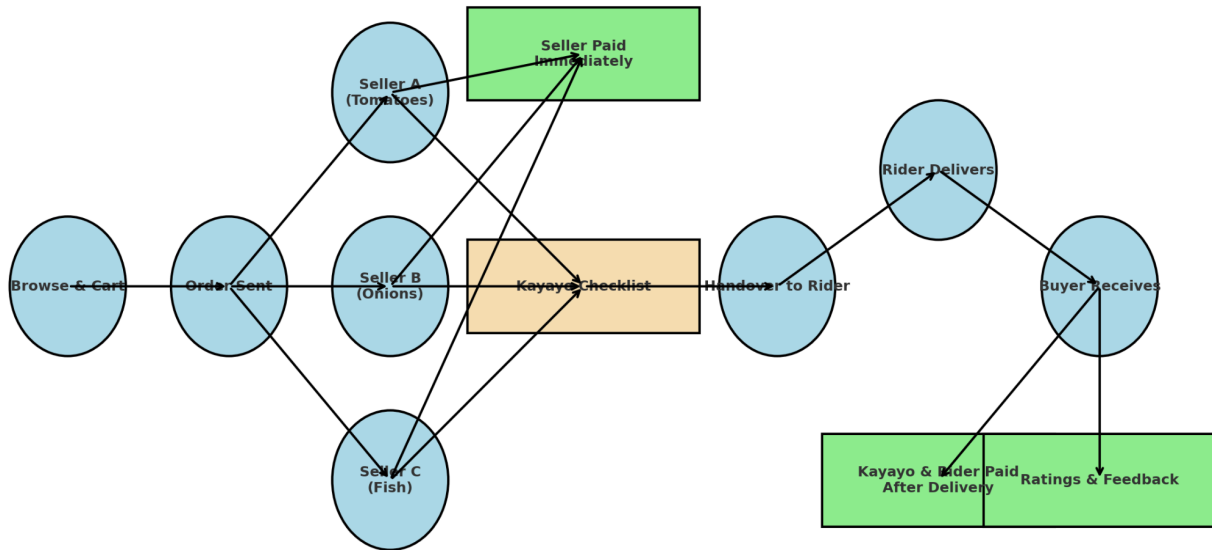 Seller Paid
Immediately
Seller A
(Tomatoes)
Rider Delivers
Browse & Cart
Order Sent
Seller B
(Onions)
Kayayo Checklist
Handover to Rider
Buyer Receives
Seller C
(Fish)
Kayayo & Rider Paid
After Delivery
Ratings & Feedback